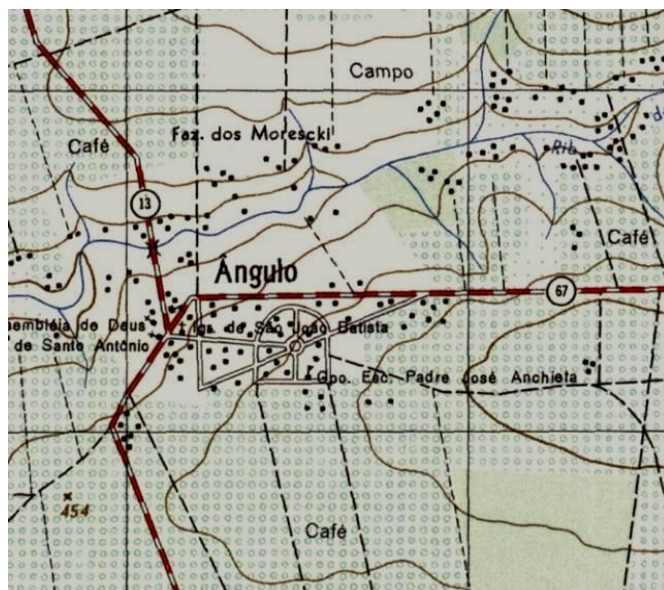 Campo
Faz. dos Morescki
Café
Rib.
d
13
Café
Ângulo
67
sembléia de Deus
Igr. de São João Batista
de Santo Antônio
Gpo. Esc. Padre José Anchieta
454
Café